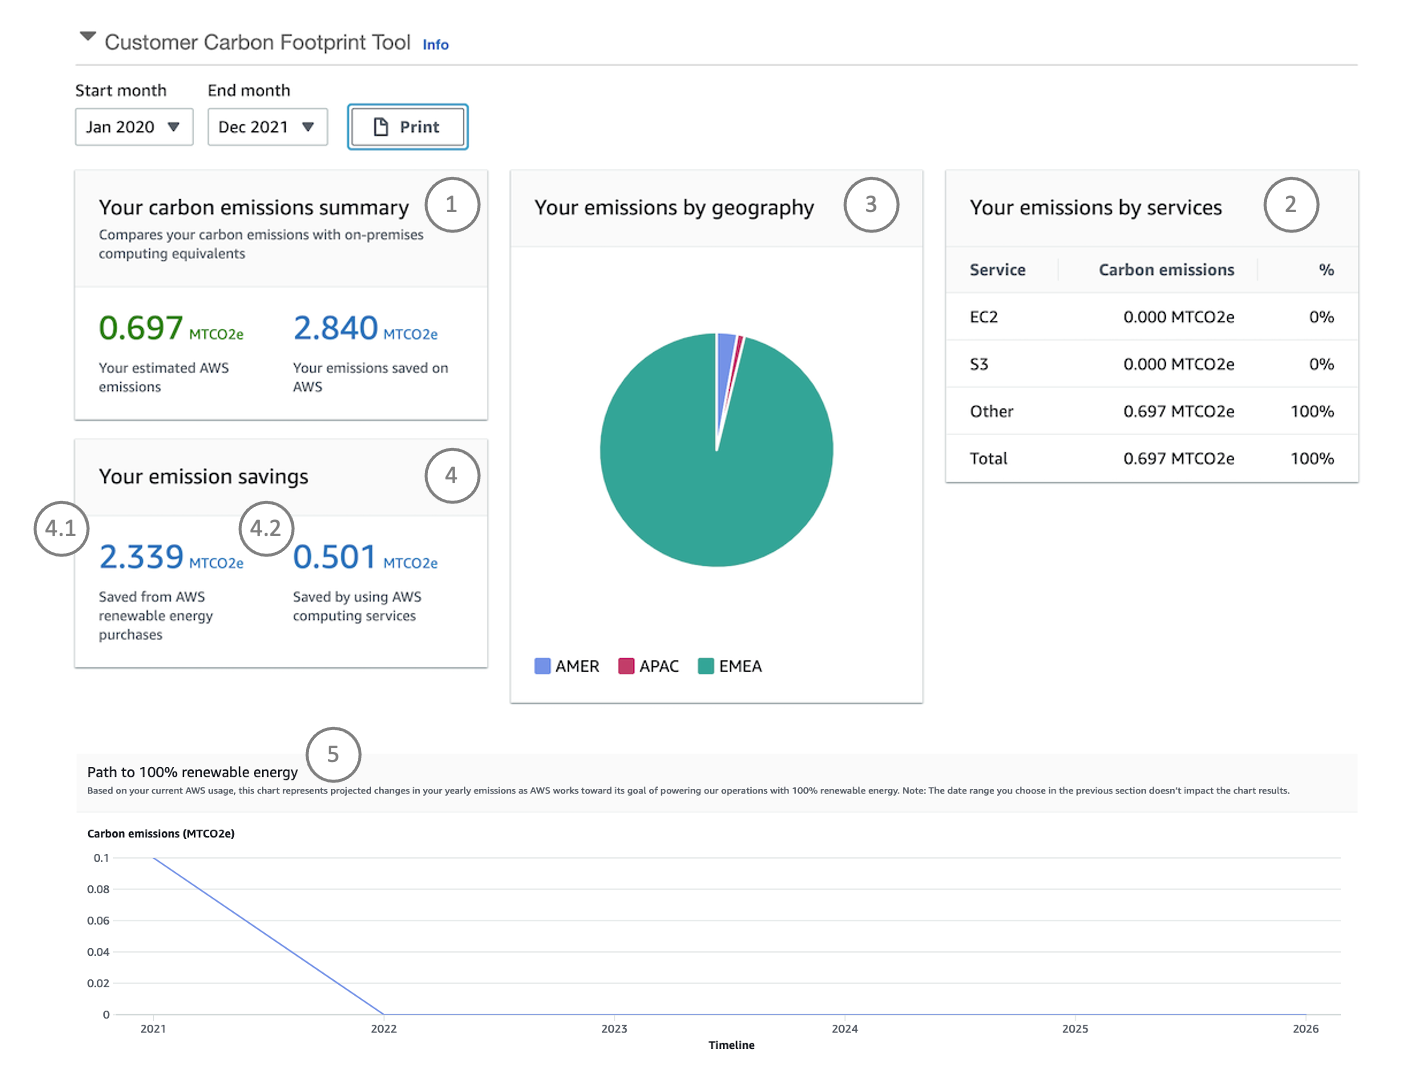 Customer Carbon Footprint Tool Info
Start month End month
Jan 2020 Dec 2021 Print
Your carbon emissions summary 1
Compares your carbon emissions with on-premises
computing equivalents
0.697 MTCO2e 2.840 MTCO2e
Your estimated AWS Your emissions saved on
emissions AWS
Your emission savings 4
4.1 4.2
2.339 MTCO2e 0.501 MTCO2e
Saved from AWS Saved by using AWS
renewable energy computing services
purchases
Your emissions by geography 3
AMER APAC EMEA
Your emissions by services 2
Service Carbon emissions %
EC2 0.000 MTCO2e 0%
S3 0.000 MTCO2e 0%
Other 0.697 MTCO2e 100%
Total 0.697 MTCO2e 100%
5
Path to 100% renewable energy
Based on your current AWS usage, this chart represents projected changes in your yearly emissions as AWS works toward its goal of powering our operations with 100% renewable energy. Note: The date range you choose in the previous section doesn't impact the chart results.
Carbon emissions (MTCO2e)
0.1
0.08
0.06
0.04
0.02
0
2021 2022 2023 2024 2025 2026
Timeline